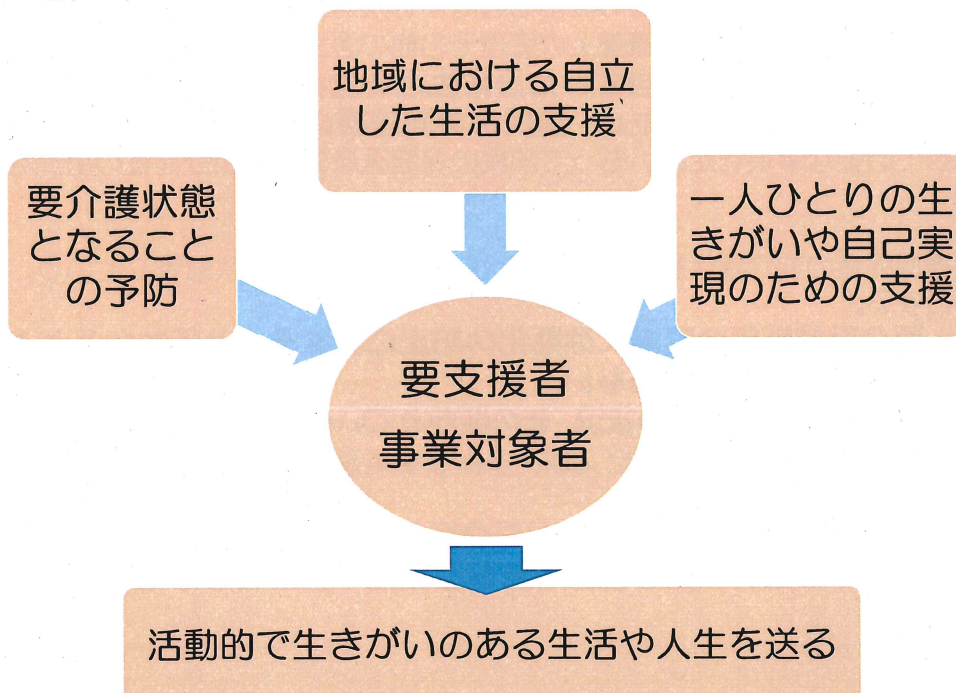 地域における自立
した生活の支援
要介護状態
となること
の予防
一人ひとりの生
きがいや自己実
現のための支援
要支援者
事業対象者
活動的で生きがいのある生活や人生を送る